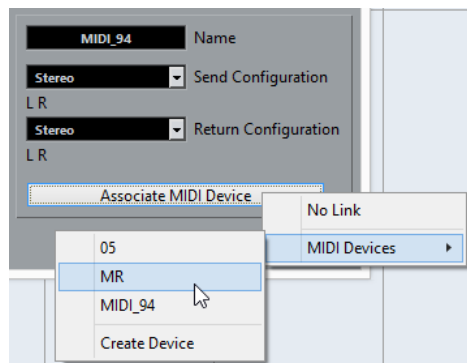 MIDI_94 Name
Stereo Send Configuration
L R
Stereo Return Configuration
L R
Associate MIDI Device
No Link
MIDI Devices
05
MR
MIDI_94
Create Device